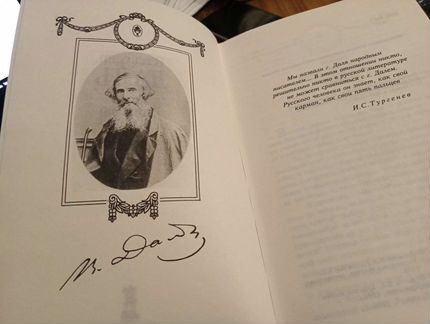 В. Даль
Мы назвали г. Даля народным
писателем... В этом отношении никто,
решительно никто в русской литературе
не может сравниться с г. Далем.
Русского человека он знает, как свой
карман, как свои пять пальцев
И.С.Тургенев